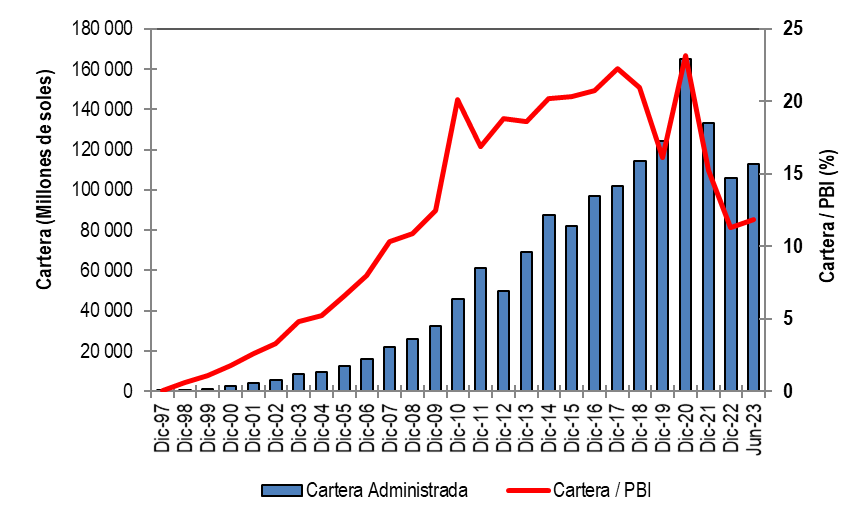 Cartera (Millones de soles)
180 000
160 000
140 000
120 000
100 000
80 000
60 000
40 000
20 000
0
25
20
15
10
5
0
Cartera / PBI (%)
Dic-97
Dic-98
Dic-99
Dic-00
Dic-01
Dic-02
Dic-03
Dic-04
Dic-05
Dic-06
Dic-07
Dic-08
Dic-09
Dic-10
Dic-11
Dic-12
Dic-13
Dic-14
Dic-15
Dic-16
Dic-17
Dic-18
Dic-19
Dic-20
Dic-21
Dic-22
Jun-23
Cartera Administrada
Cartera / PBI